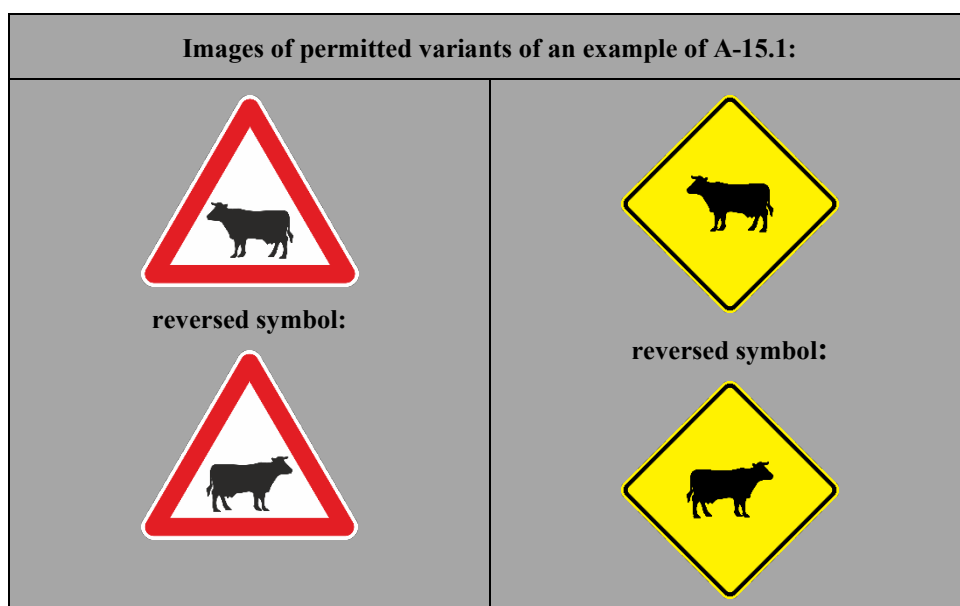 Images of permitted variants of an example of A-15.1:
reversed symbol:
reversed symbol: